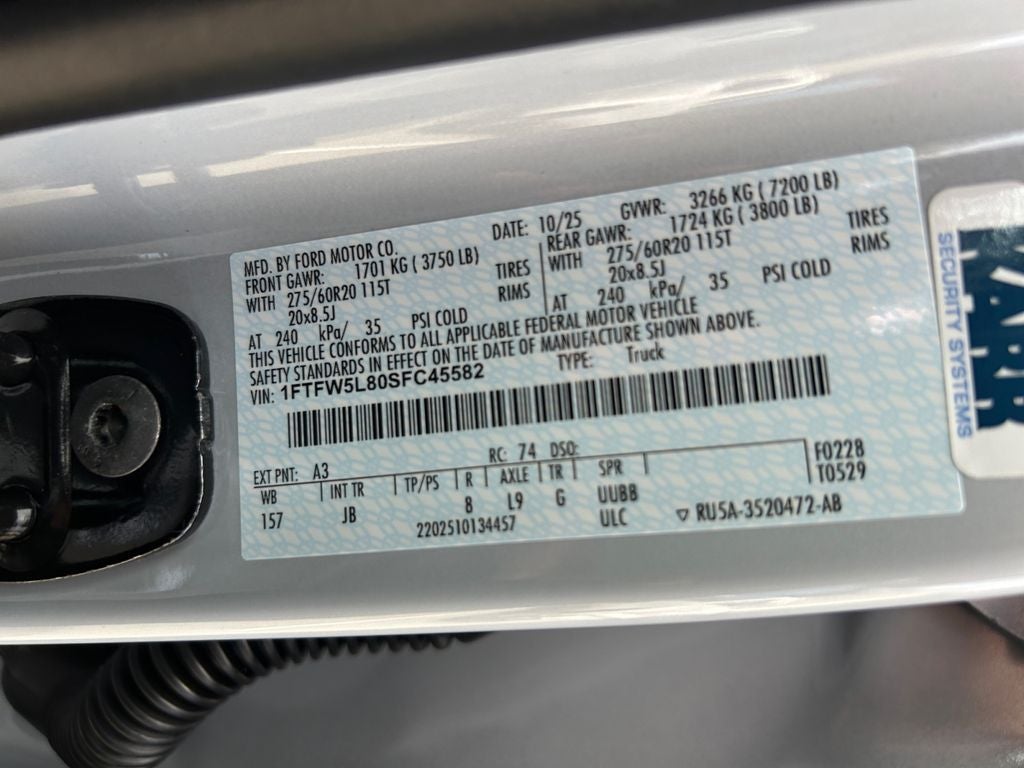 MFD. BY FORD MOTOR CO.
DATE: 10/25 GVWR: 3266 KG ( 7200 LB)
FRONT GAWR: 1701 KG ( 3750 LB)
WITH 275/60R20 115T TIRES
20x8.5J RIMS
AT 240 kPa/ 35 PSI COLD
REAR GAWR: 1724 KG ( 3800 LB)
WITH 275/60R20 115T TIRES
20x8.5J RIMS
AT 240 kPa/ 35 PSI COLD
THIS VEHICLE CONFORMS TO ALL APPLICABLE FEDERAL MOTOR VEHICLE
SAFETY STANDARDS IN EFFECT ON THE DATE OF MANUFACTURE SHOWN ABOVE.
VIN: 1FTFW5L80SFC45582
TYPE: Truck
EXT PNT: A3 RC: 74 DSO:
F0228
T0529
WB INT TR TP/PS R AXLE TR SPR
157 JB 8 L9 G UUBB
2202510134457 ULC ▽ RU5A-3520472-AB
SECURITY SYSTEMS